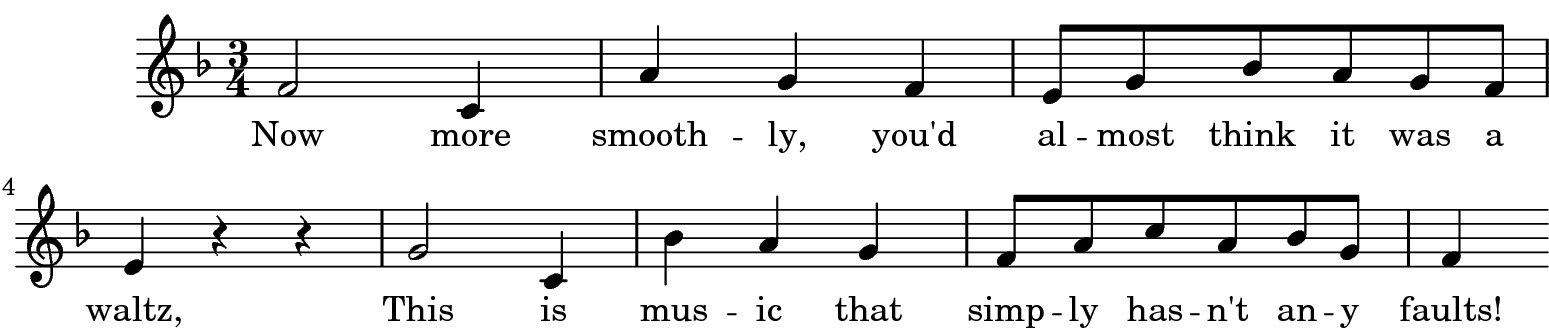 3
4
Now more smooth - ly, you'd al - most think it was a
4
waltz, This is mus - ic that simp - ly has - n't an - y faults!